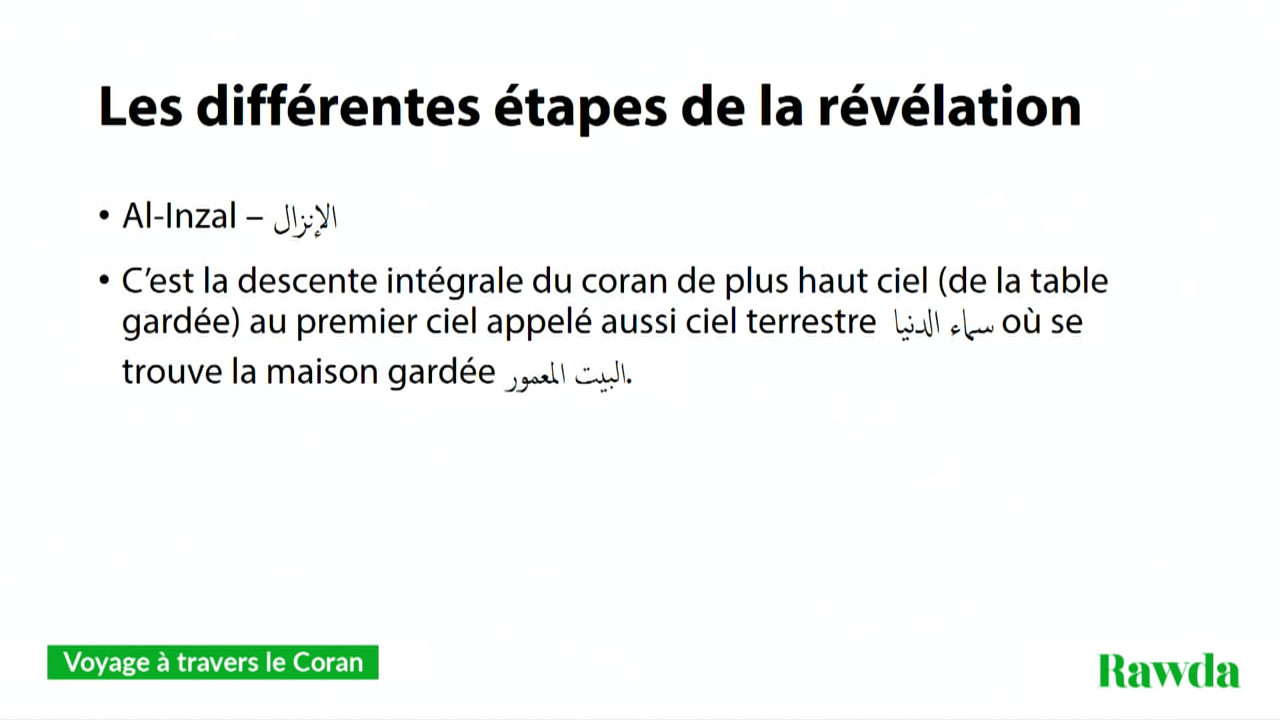 Les différentes étapes de la révélation
• Al-Inzal – الإنزال
• C’est la descente intégrale du coran de plus haut ciel (de la table
gardée) au premier ciel appelé aussi ciel terrestre سماء الدنيا où se
trouve la maison gardée البيت المعمور.
Voyage à travers le Coran
Rawda